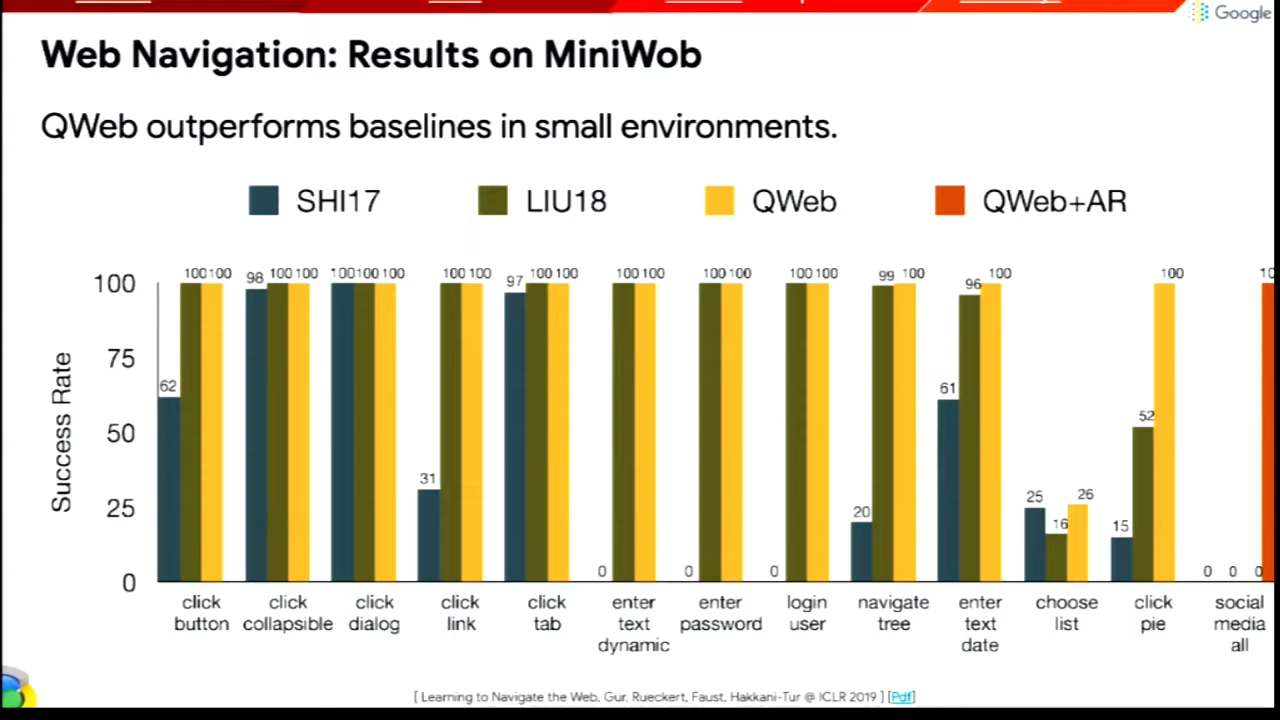 Google
Web Navigation: Results on MiniWob
QWeb outperforms baselines in small environments.
SHI17 LIU18 QWeb QWeb+AR
Success Rate
100
75
50
25
0
62 100 100
98 100 100
100 100 100
31 100 100
97 100 100
0 100 100
0 100 100
0 100 100
20 99 100
61 96 100
25 16 26
15 52 100
0 0 0
click button
click collapsible
click dialog
click link
click tab
enter text dynamic
enter password
login user
navigate tree
enter text date
choose list
click pie
social media all
[ Learning to Navigate the Web, Gur, Rueckert, Faust, Hakkani-Tur @ ICLR 2019 ] [Pdf]